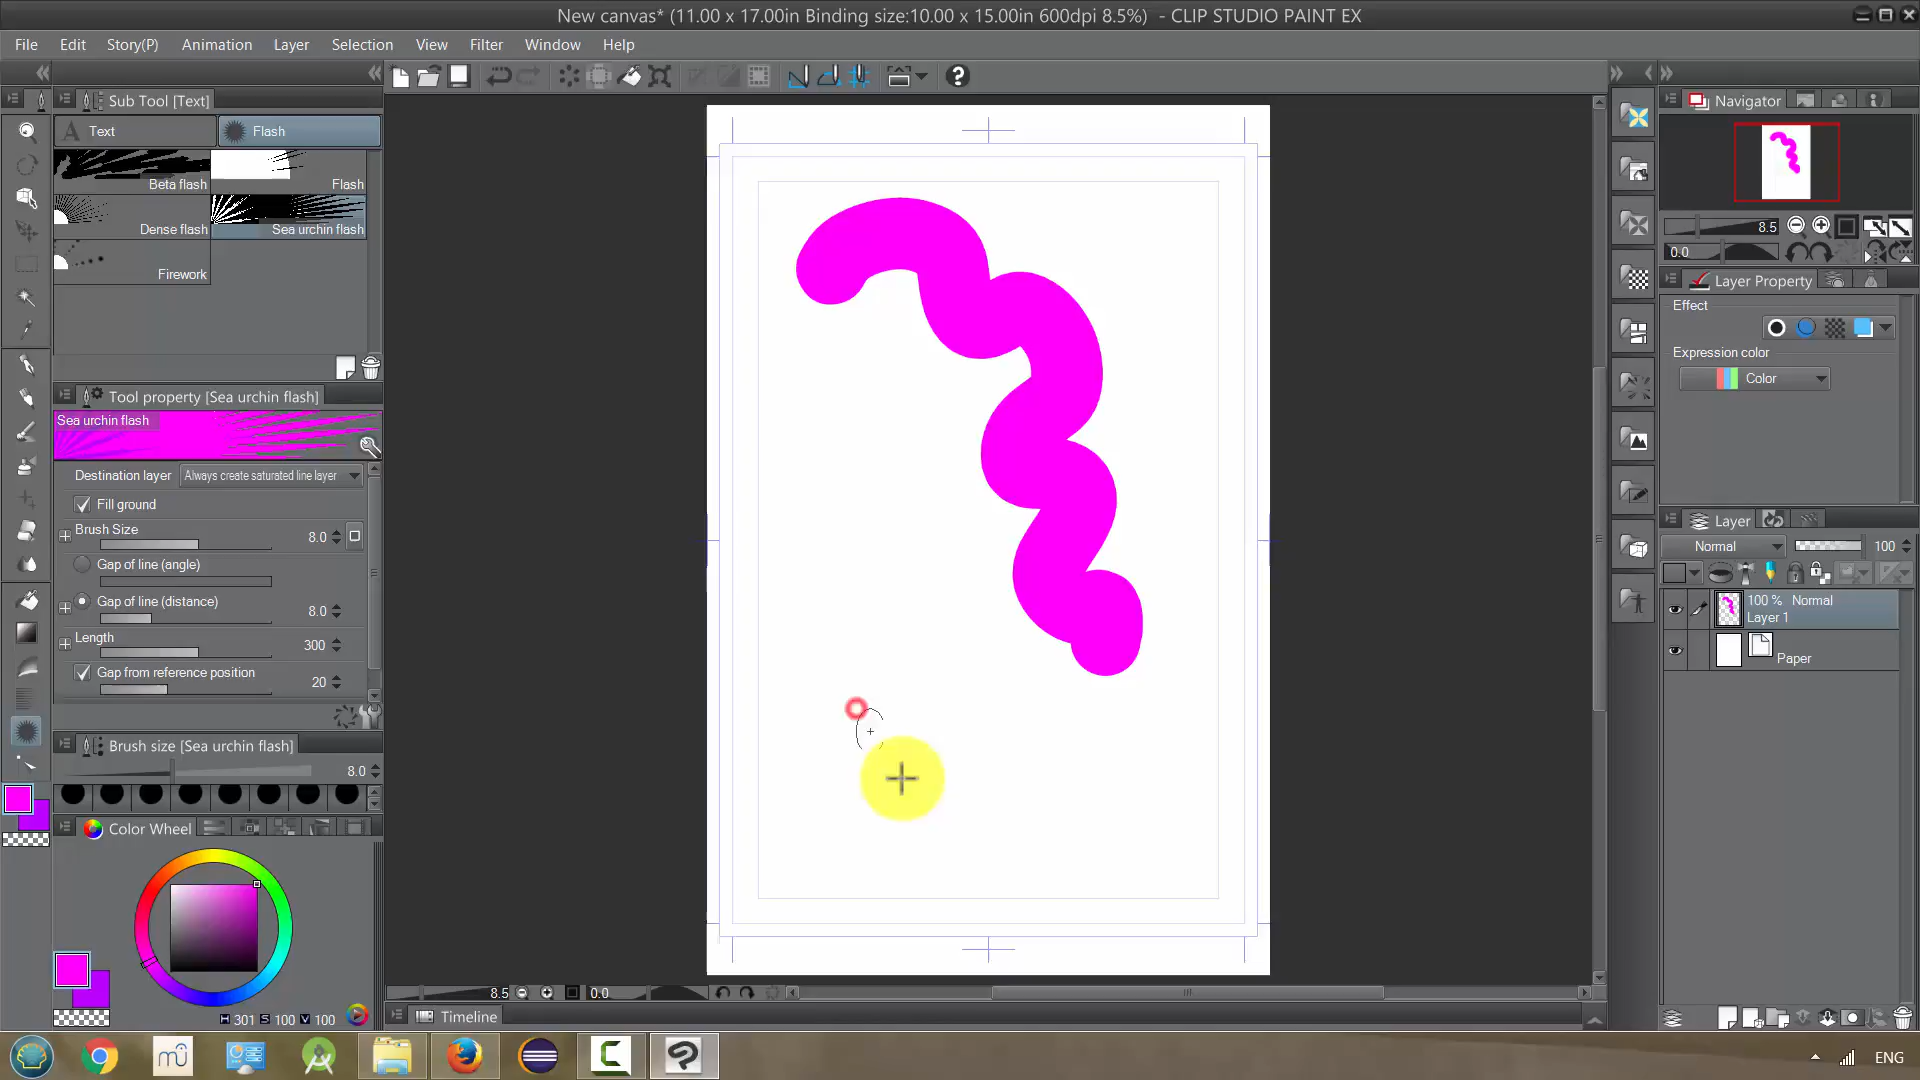 New canvas* (11.00 x 17.00in Binding size:10.00 x 15.00in 600dpi 8.5%) - CLIP STUDIO PAINT EX
File Edit Story(P) Animation Layer Selection View Filter Window Help
Sub Tool [Text]
Text Flash
Beta flash Flash
Dense flash Sea urchin flash
Firework
Tool property [Sea urchin flash]
Sea urchin flash
Destination layer Always create saturated line layer
Fill ground
Brush Size 8.0
Gap of line (angle)
Gap of line (distance) 8.0
Length 300
Gap from reference position 20
Brush size [Sea urchin flash]
8.0
Color Wheel
H 301 S 100 V 100
8.5 0.0
Timeline
Navigator
8.5
0.0
Layer Property
Effect
Expression color
Color
Layer
Normal 100
100 % Normal
Layer 1
Paper
ENG